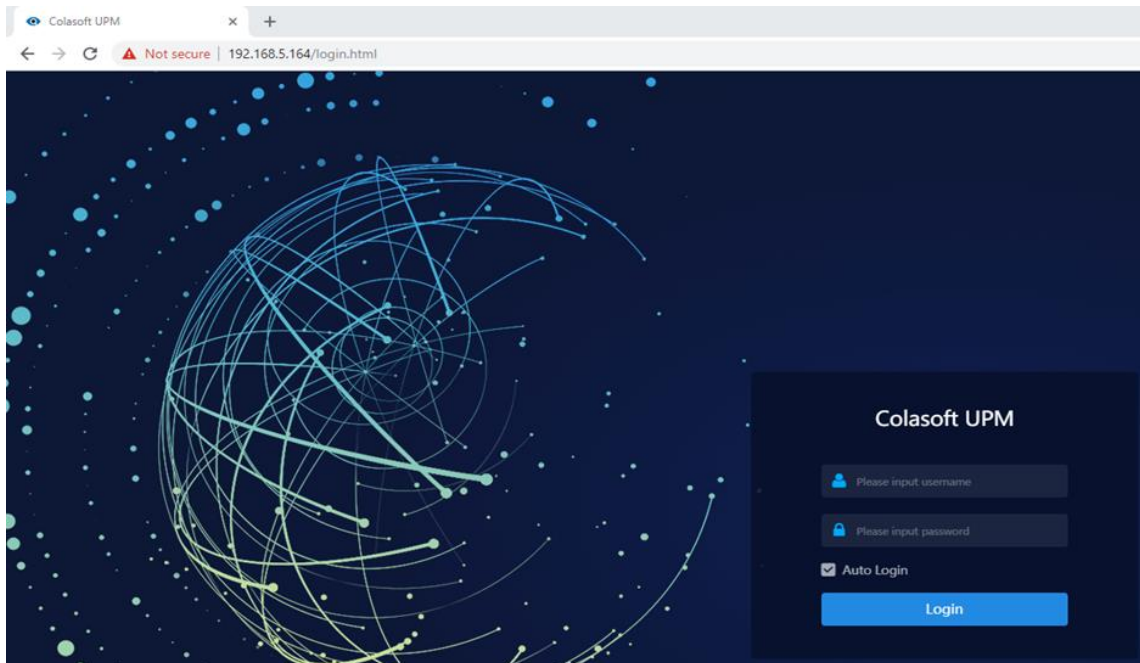 Colasoft UPM
Not secure | 192.168.5.164/login.html
Colasoft UPM
Please input username
Please input password
Auto Login
Login